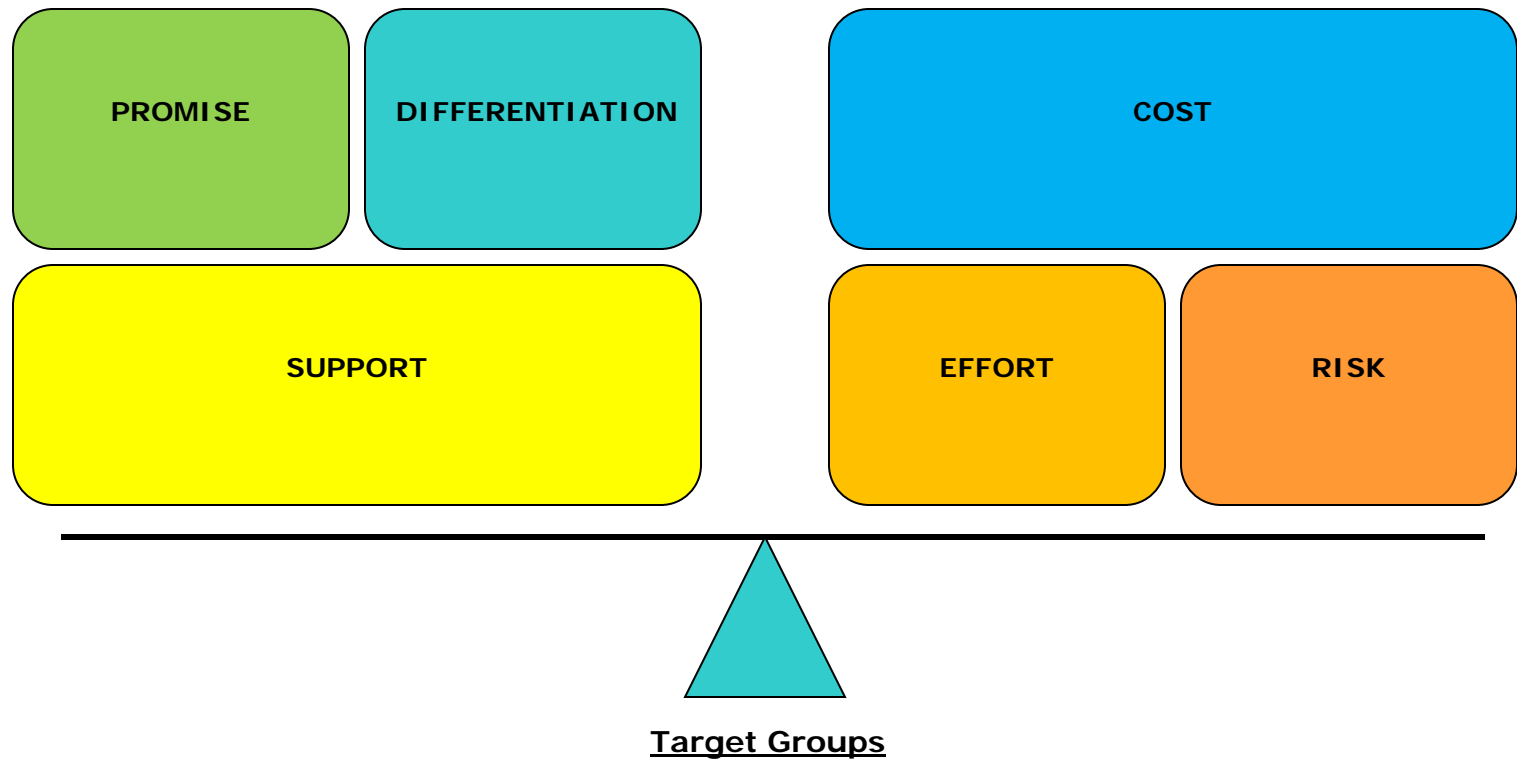 PROMISE
DIFFERENTIATION
COST
SUPPORT
EFFORT
RISK
Target Groups